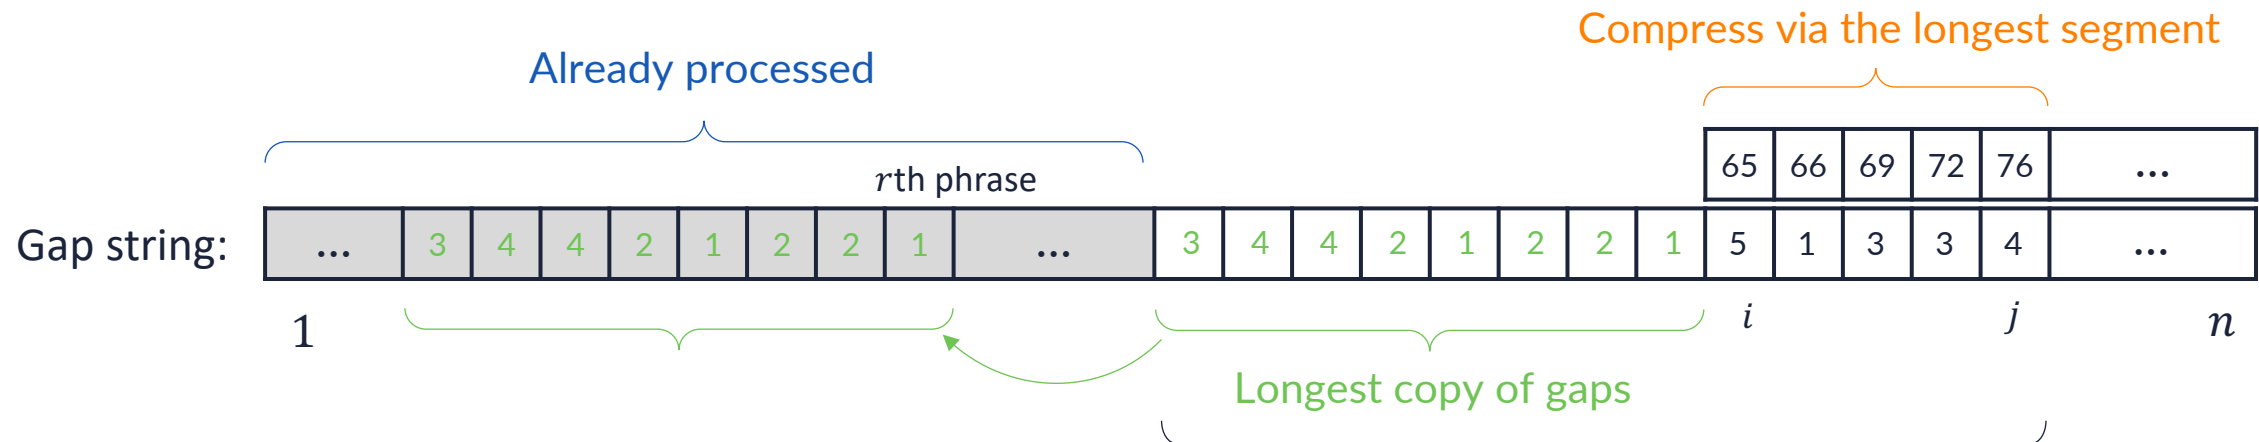 Compress via the longest segment
Already processed
65 66 69 72 76 ...
rth phrase
Gap string: ... 3 4 4 2 1 2 2 1 ... 3 4 4 2 1 2 2 1 5 1 3 3 4 ...
1 i j n
Longest copy of gaps